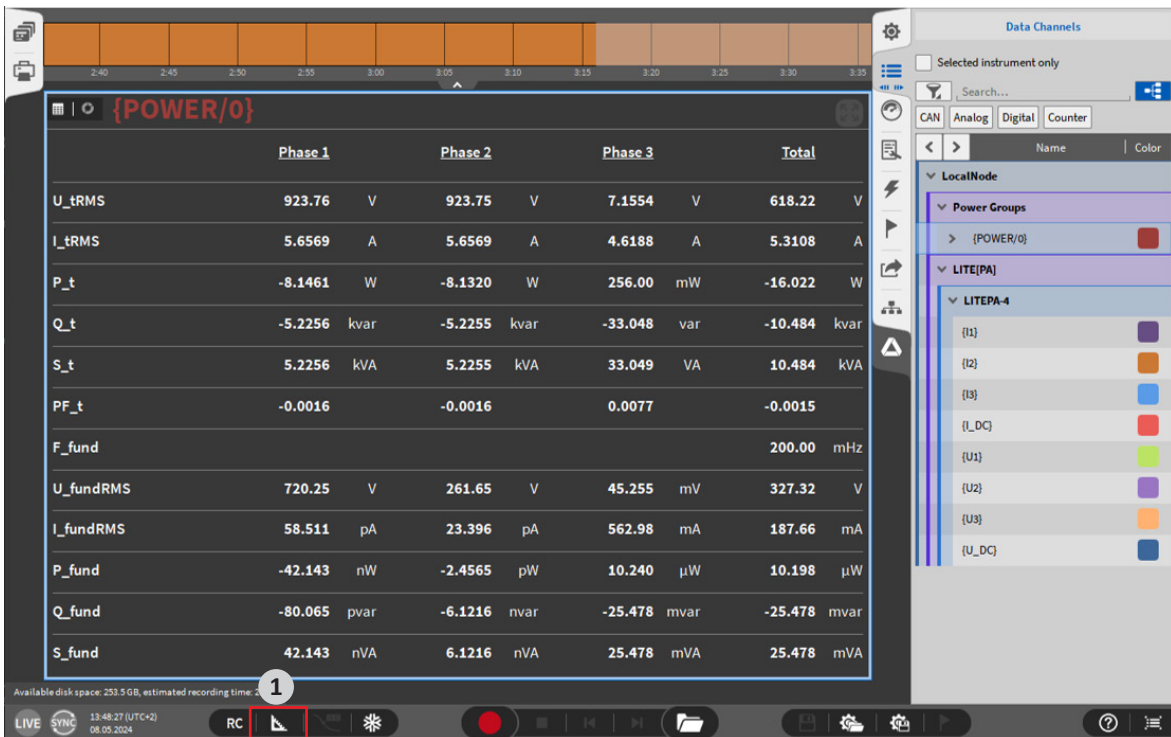 2:40 2:45 2:50 2:55 3:00 3:05 3:10 3:15 3:20 3:25 3:30 3:35
{POWER/0}
Phase 1 Phase 2 Phase 3 Total
U_tRMS 923.76 V 923.75 V 7.1554 V 618.22 V
I_tRMS 5.6569 A 5.6569 A 4.6188 A 5.3108 A
P_t -8.1461 W -8.1320 W 256.00 mW -16.022 W
Q_t -5.2256 kvar -5.2255 kvar -33.048 var -10.484 kvar
S_t 5.2256 kVA 5.2255 kVA 33.049 VA 10.484 kVA
PF_t -0.0016 -0.0016 0.0077 -0.0015
F_fund 200.00 mHz
U_fundRMS 720.25 V 261.65 V 45.255 mV 327.32 V
I_fundRMS 58.511 pA 23.396 pA 562.98 mA 187.66 mA
P_fund -42.143 nW -2.4565 pW 10.240 µW 10.198 µW
Q_fund -80.065 pvar -6.1216 nvar -25.478 mvar -25.478 mvar
S_fund 42.143 nVA 6.1216 nVA 25.478 mVA 25.478 mVA
Available disk space: 253.5 GB, estimated recording time: 2
1
LIVE SYNC 13:48:27 (UTC+2)
08.05.2024
RC
Data Channels
Selected instrument only
Search...
CAN Analog Digital Counter
< > Name Color
LocalNode
Power Groups
{POWER/0}
LITE[PA]
LITEPA-4
{I1}
{I2}
{I3}
{I_DC}
{U1}
{U2}
{U3}
{U_DC}